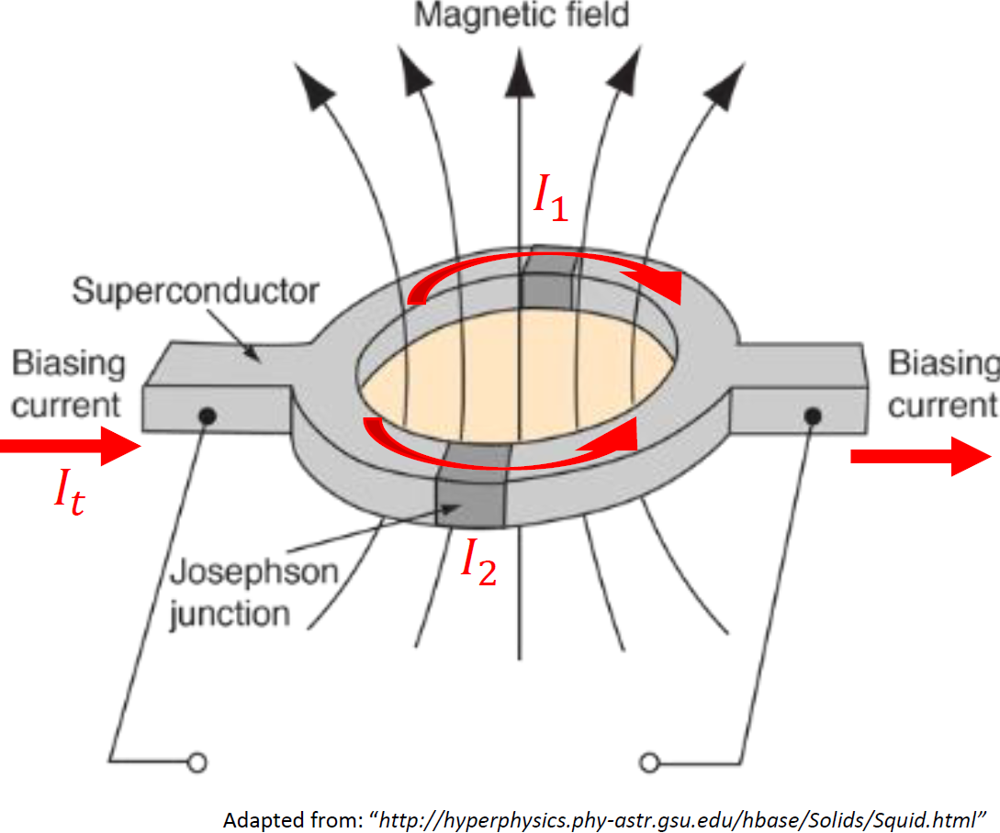 Magnetic field
I₁
Superconductor
Biasing
current
Biasing
current
Iₜ
Josephson
junction
I₂
Adapted from: “http://hyperphysics.phy-astr.gsu.edu/hbase/Solids/Squid.html”